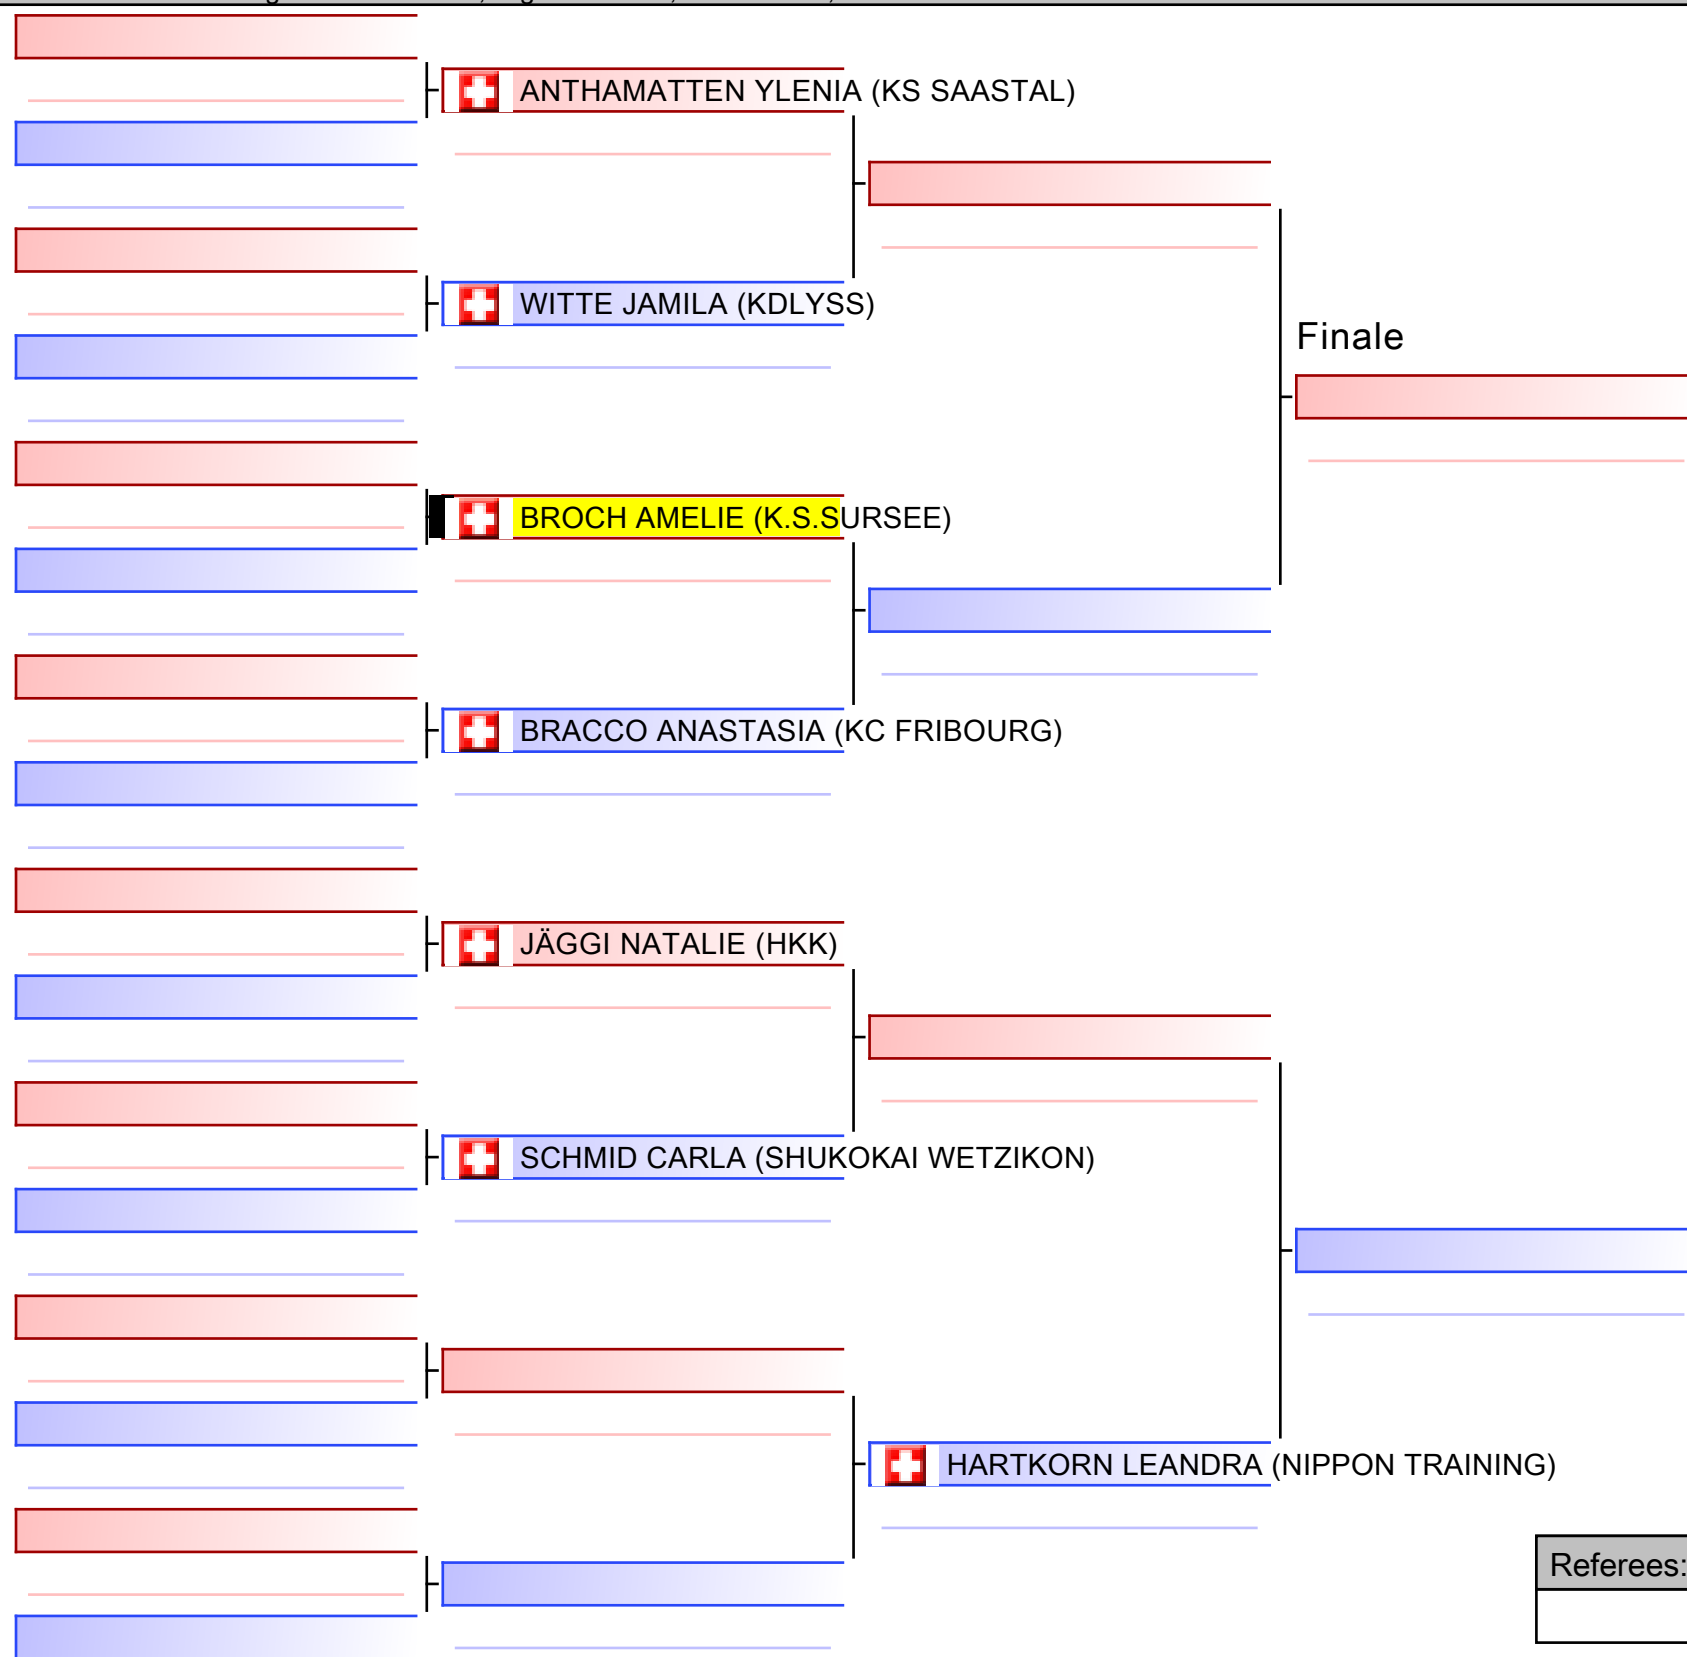 ANTHAMATTEN YLENIA (KS SAASTAL)
WITTE JAMILA (KDLYSS)
Finale
BROCH AMELIE (K.S.SURSEE)
BRACCO ANASTASIA (KC FRIBOURG)
JÄGGI NATALIE (HKK)
SCHMID CARLA (SHUKOKAI WETZIKON)
HARTKORN LEANDRA (NIPPON TRAINING)
Referees: